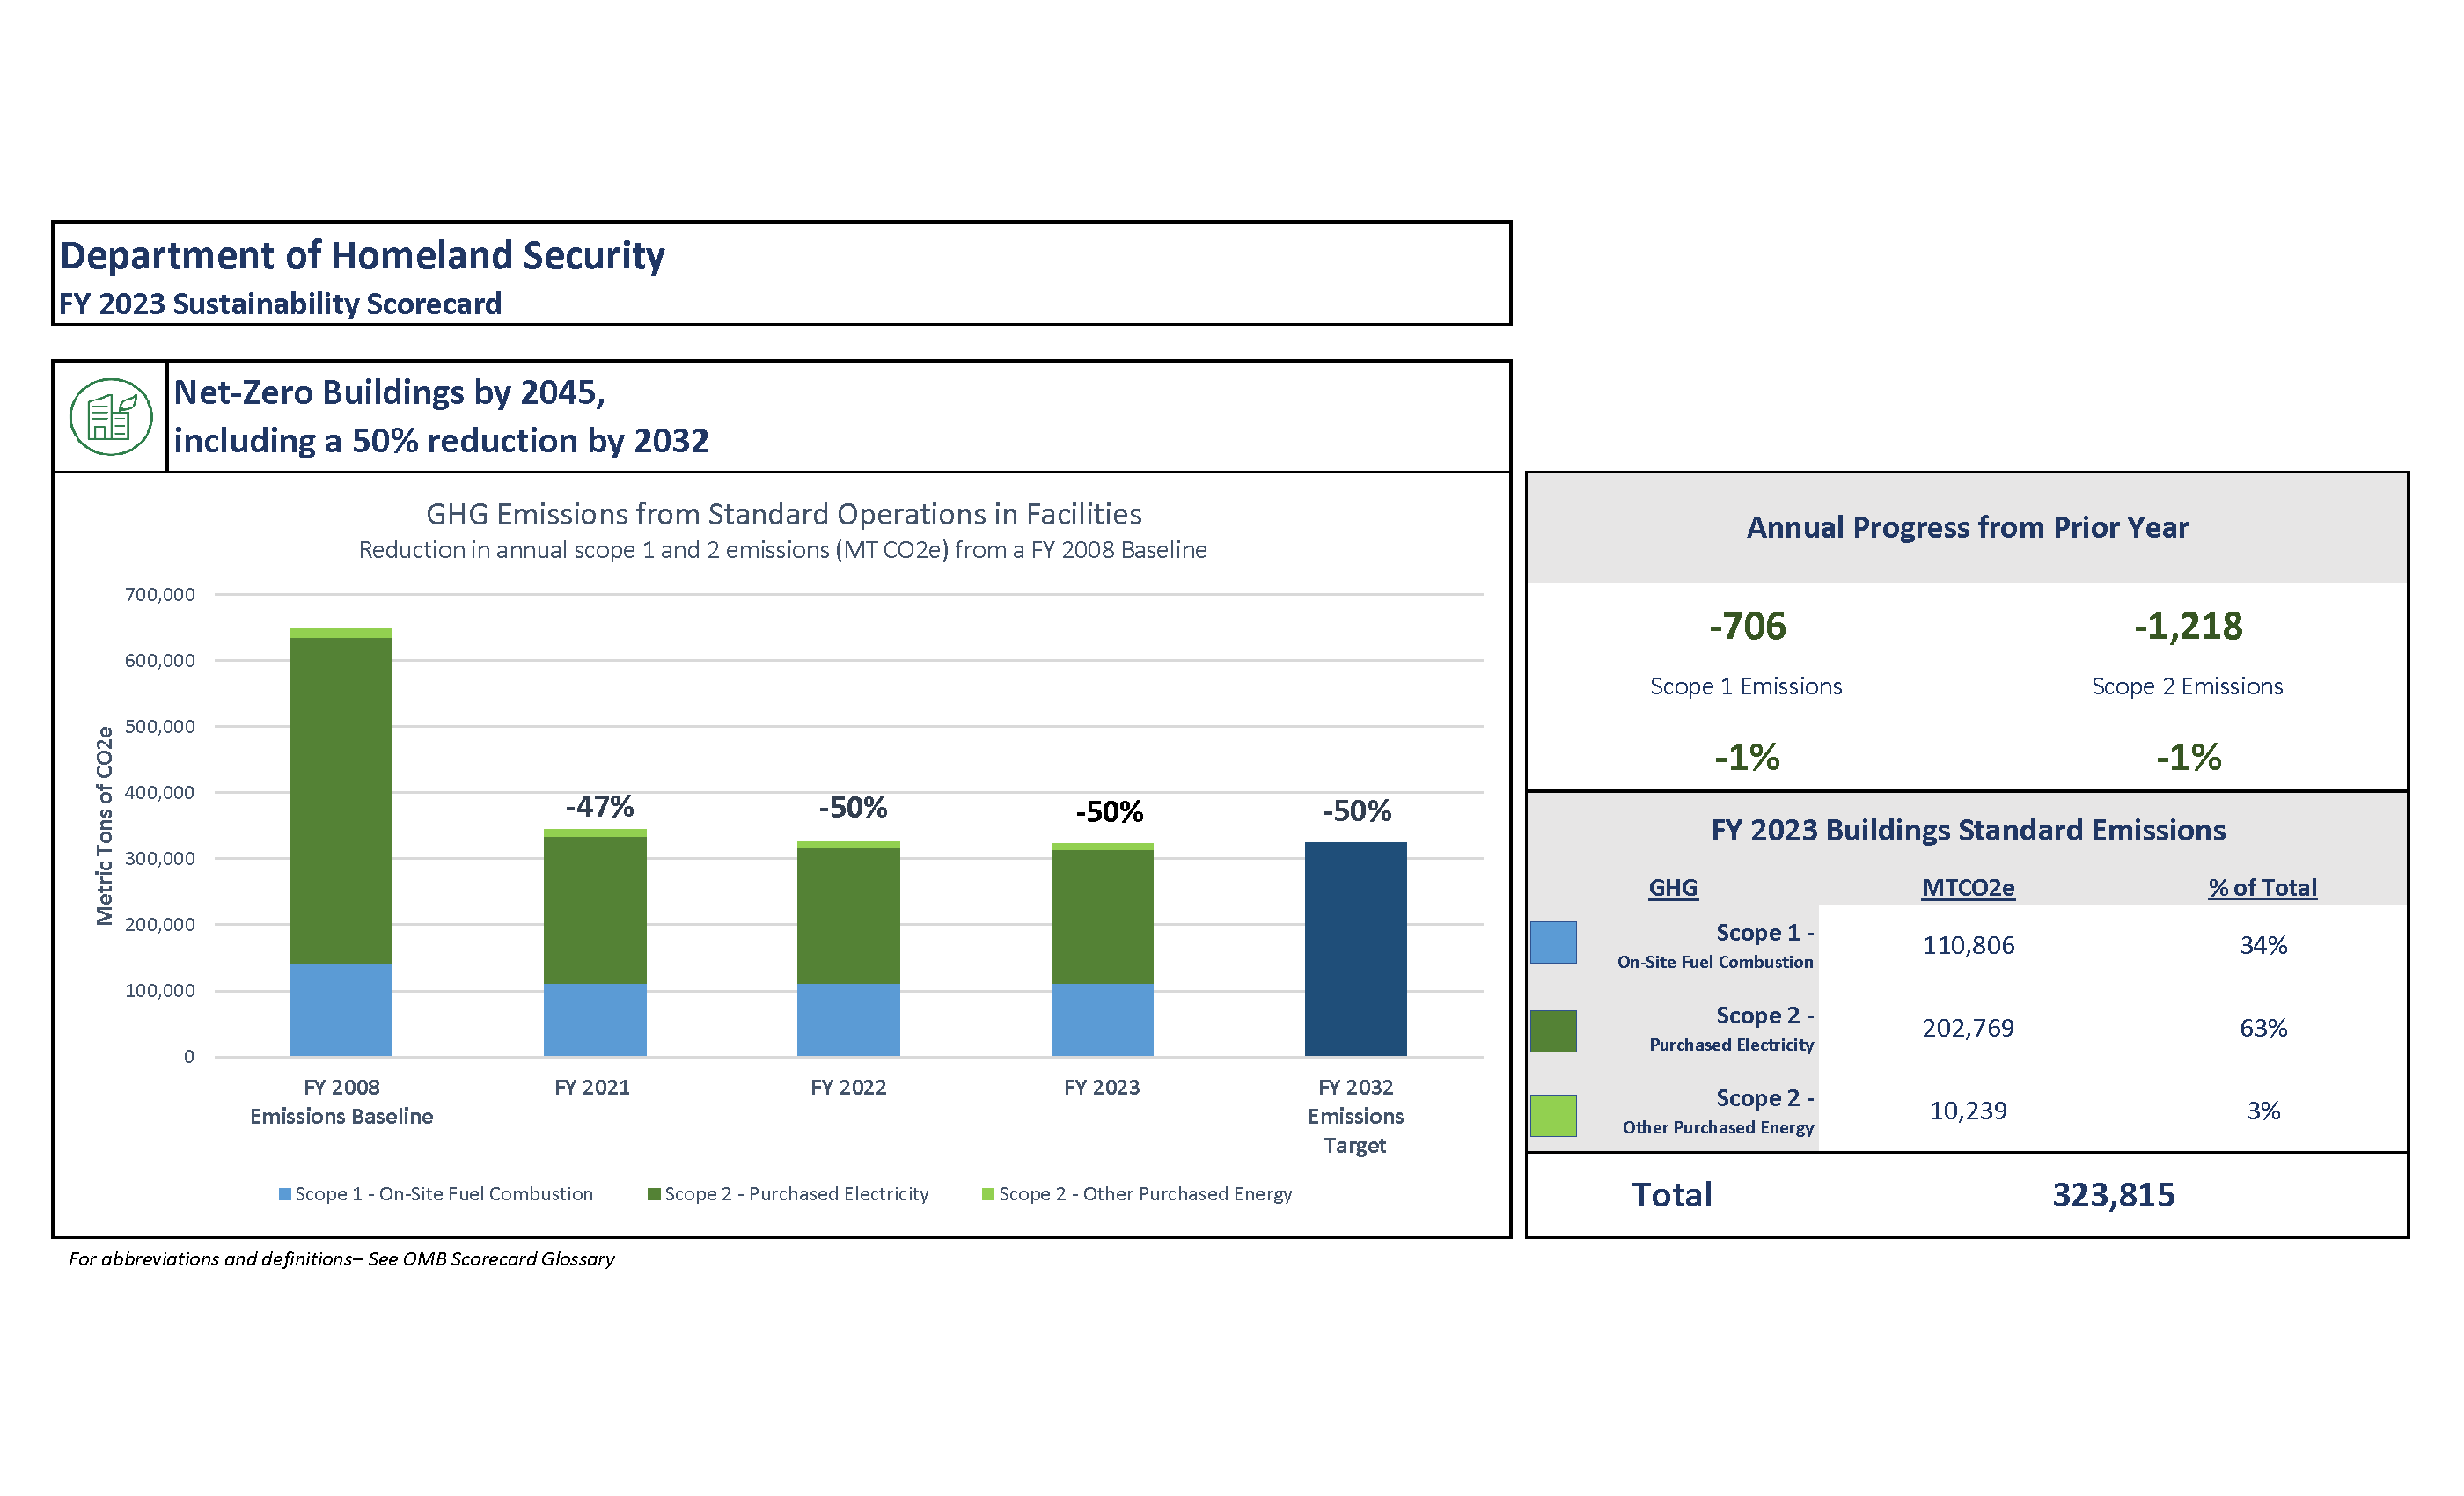 Department of Homeland Security
FY 2023 Sustainability Scorecard
Net-Zero Buildings by 2045,
including a 50% reduction by 2032
GHG Emissions from Standard Operations in Facilities
Reduction in annual scope 1 and 2 emissions (MT CO2e) from a FY 2008 Baseline
Metric Tons of CO2e
700,000
600,000
500,000
400,000
300,000
200,000
100,000
0
-47%
-50%
-50%
-50%
FY 2008
Emissions Baseline
FY 2021
FY 2022
FY 2023
FY 2032
Emissions
Target
Scope 1 - On-Site Fuel Combustion
Scope 2 - Purchased Electricity
Scope 2 - Other Purchased Energy
For abbreviations and definitions– See OMB Scorecard Glossary
Annual Progress from Prior Year
-706
-1,218
Scope 1 Emissions
Scope 2 Emissions
-1%
-1%
FY 2023 Buildings Standard Emissions
GHG
MTCO2e
% of Total
Scope 1 -
On-Site Fuel Combustion
110,806
34%
Scope 2 -
Purchased Electricity
202,769
63%
Scope 2 -
Other Purchased Energy
10,239
3%
Total
323,815